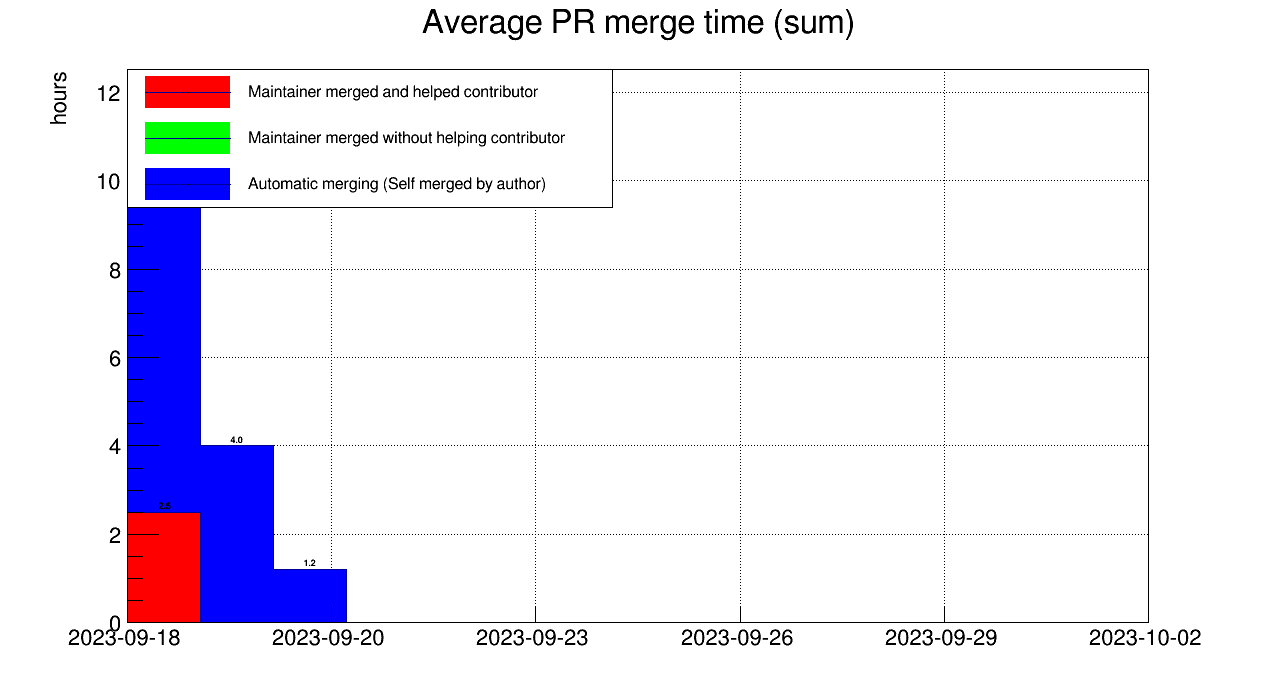 Average PR merge time (sum)
hours
12
10
8
6
4
2
0
Maintainer merged and helped contributor
Maintainer merged without helping contributor
Automatic merging (Self merged by author)
2.5
4.0
1.2
2023-09-18 2023-09-20 2023-09-23 2023-09-26 2023-09-29 2023-10-02